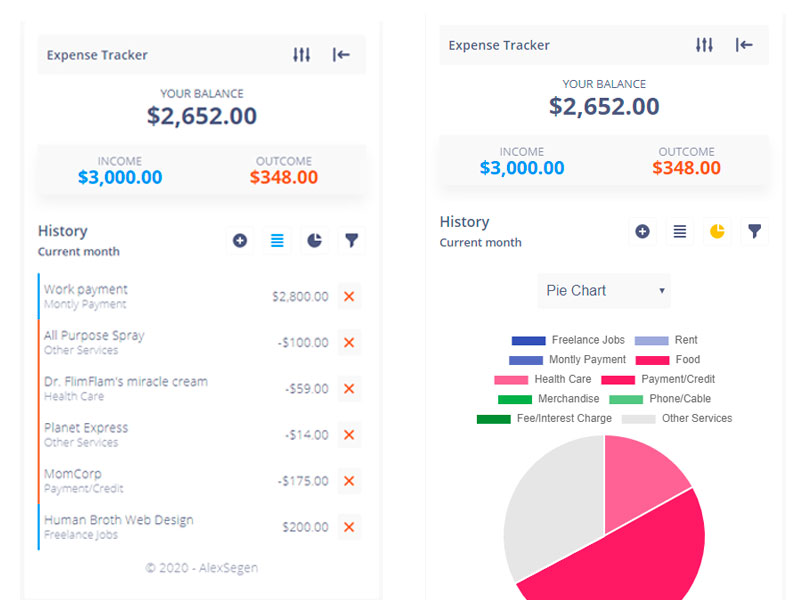 Expense Tracker
YOUR BALANCE
$2,652.00
INCOME OUTCOME
$3,000.00 $348.00
History
Current month
Work payment
Montly Payment
$2,800.00
All Purpose Spray
Other Services
-$100.00
Dr. FlimFlam's miracle cream
Health Care
-$59.00
Planet Express
Other Services
-$14.00
MomCorp
Payment/Credit
-$175.00
Human Broth Web Design
Freelance Jobs
$200.00
© 2020 - AlexSegen
Expense Tracker
YOUR BALANCE
$2,652.00
INCOME OUTCOME
$3,000.00 $348.00
History
Current month
Pie Chart
Freelance Jobs Rent
Montly Payment Food
Health Care Payment/Credit
Merchandise Phone/Cable
Fee/Interest Charge Other Services